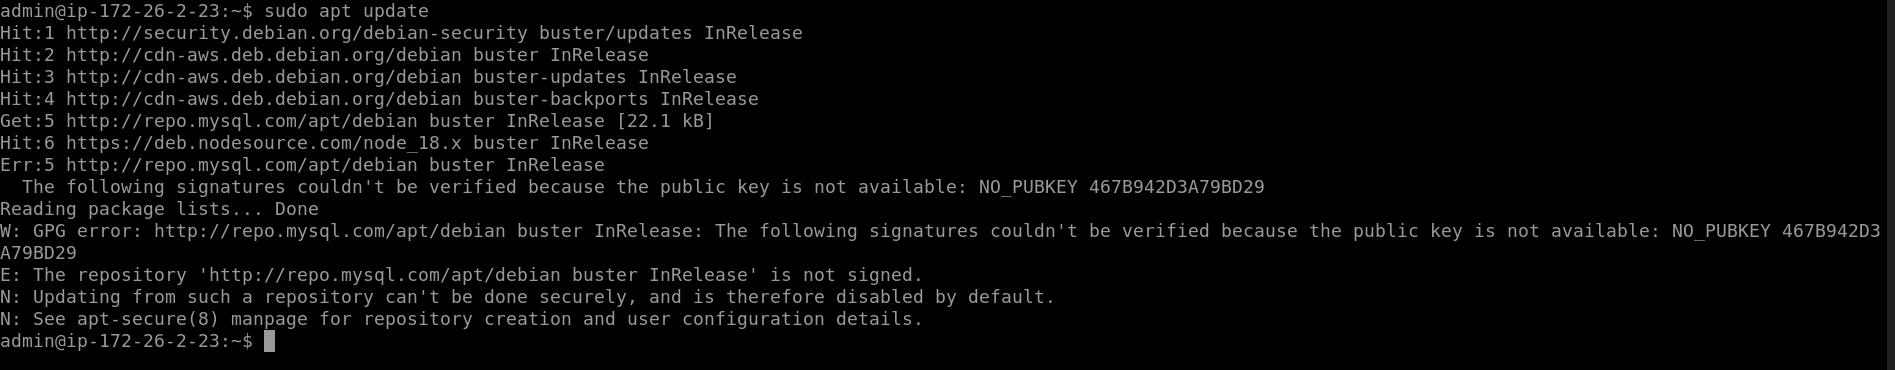 admin@ip-172-26-2-23:~$ sudo apt update
Hit:1 http://security.debian.org/debian-security buster/updates InRelease
Hit:2 http://cdn-aws.deb.debian.org/debian buster InRelease
Hit:3 http://cdn-aws.deb.debian.org/debian buster-updates InRelease
Hit:4 http://cdn-aws.deb.debian.org/debian buster-backports InRelease
Get:5 http://repo.mysql.com/apt/debian buster InRelease [22.1 kB]
Hit:6 https://deb.nodesource.com/node_18.x buster InRelease
Err:5 http://repo.mysql.com/apt/debian buster InRelease
  The following signatures couldn't be verified because the public key is not available: NO_PUBKEY 467B942D3A79BD29
Reading package lists... Done
W: GPG error: http://repo.mysql.com/apt/debian buster InRelease: The following signatures couldn't be verified because the public key is not available: NO_PUBKEY 467B942D3
A79BD29
E: The repository 'http://repo.mysql.com/apt/debian buster InRelease' is not signed.
N: Updating from such a repository can't be done securely, and is therefore disabled by default.
N: See apt-secure(8) manpage for repository creation and user configuration details.
admin@ip-172-26-2-23:~$